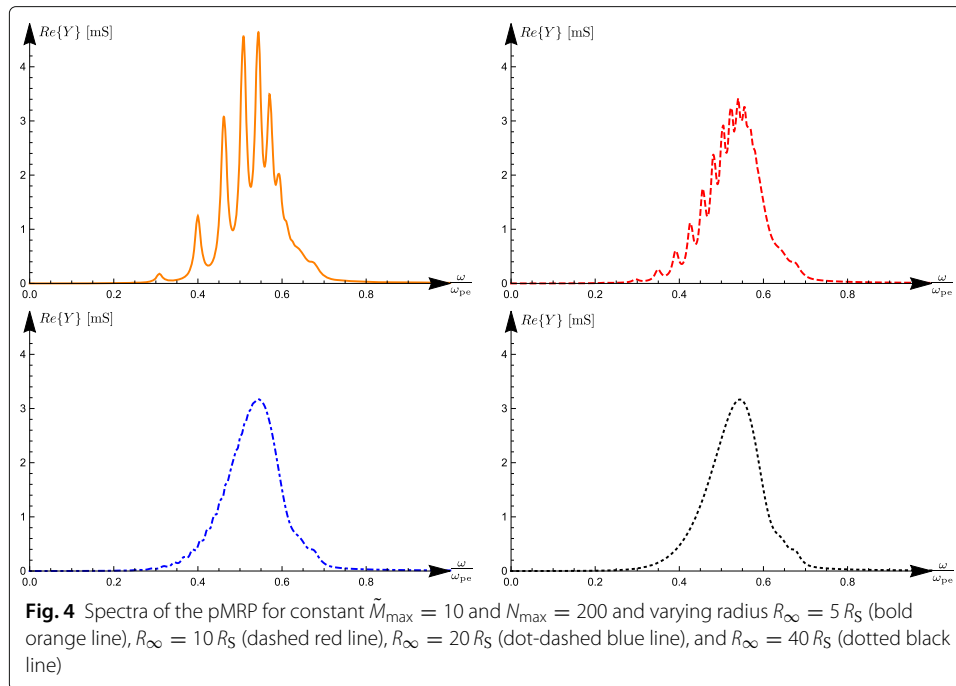 Re{Y} [mS]
4
3
2
1
0
0.0 0.2 0.4 0.6 0.8
ω/ωpe
Re{Y} [mS]
4
3
2
1
0
0.0 0.2 0.4 0.6 0.8
ω/ωpe
Re{Y} [mS]
4
3
2
1
0
0.0 0.2 0.4 0.6 0.8
ω/ωpe
Re{Y} [mS]
4
3
2
1
0
0.0 0.2 0.4 0.6 0.8
ω/ωpe
Fig. 4 Spectra of the pMRP for constant M̃max = 10 and Nmax = 200 and varying radius R∞ = 5 RS (bold
orange line), R∞ = 10 RS (dashed red line), R∞ = 20 RS (dot-dashed blue line), and R∞ = 40 RS (dotted black
line)